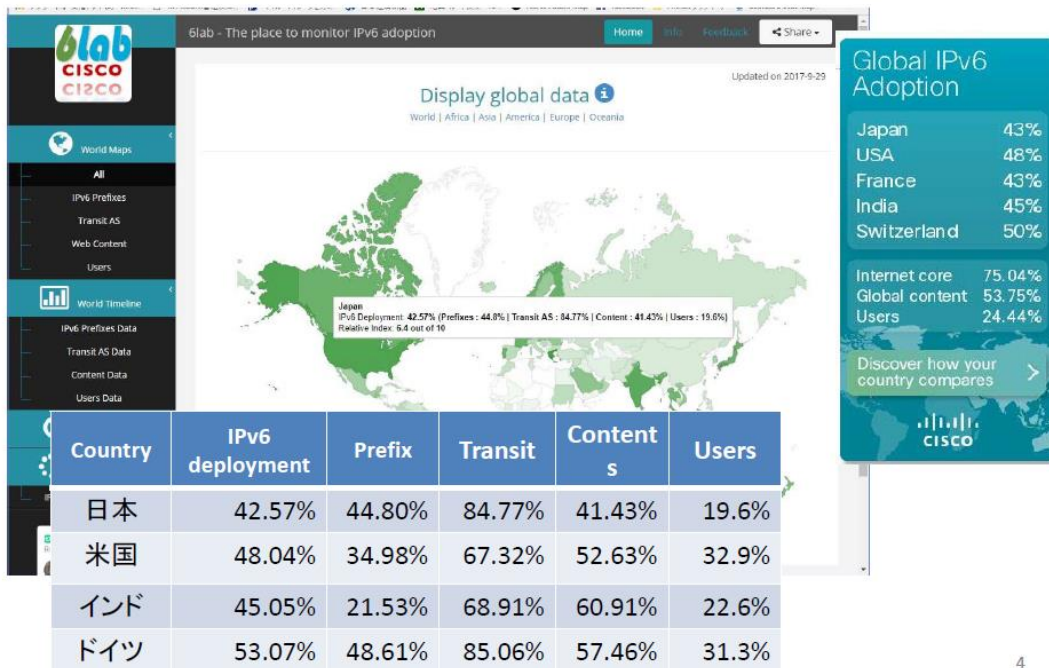 6lab
CISCO
6lab - The place to monitor IPv6 adoption
Home
Info
Feedback
Share
World Maps
All
IPv6 Prefixes
Transit AS
Web Content
Users
World Timeline
IPv6 Prefixes Data
Transit AS Data
Content Data
Users Data
Updated on 2017-9-29
Display global data
World | Africa | Asia | America | Europe | Oceania
Japan
IPv6 Deployment: 42.57% (Prefixes : 44.8% | Transit AS : 84.77% | Content : 41.43% | Users : 19.6%)
Relative Index: 6.4 out of 10
Global IPv6
Adoption
Japan 43%
USA 48%
France 43%
India 45%
Switzerland 50%
Internet core 75.04%
Global content 53.75%
Users 24.44%
Discover how your
country compares
CISCO
Country IPv6 deployment Prefix Transit Contents Users
日本 42.57% 44.80% 84.77% 41.43% 19.6%
米国 48.04% 34.98% 67.32% 52.63% 32.9%
インド 45.05% 21.53% 68.91% 60.91% 22.6%
ドイツ 53.07% 48.61% 85.06% 57.46% 31.3%
4